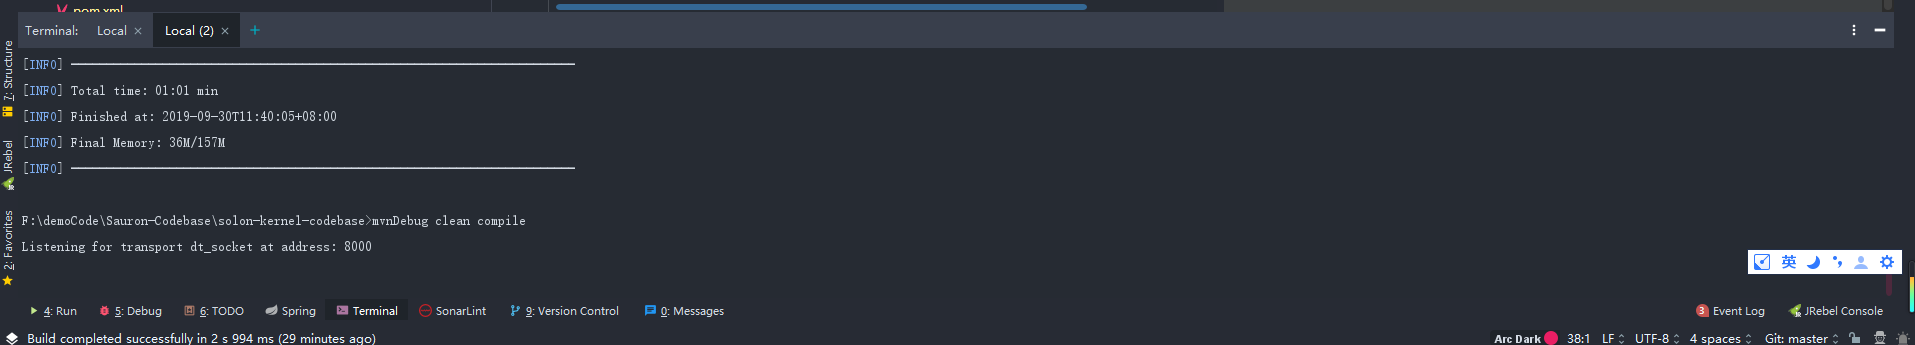 pom.xml
Terminal: Local × Local (2) × +
[INFO] ------------------------------------------------------------------------
[INFO] Total time: 01:01 min
[INFO] Finished at: 2019-09-30T11:40:05+08:00
[INFO] Final Memory: 36M/157M
[INFO] ------------------------------------------------------------------------
F:\demoCode\Sauron-Codebase\solon-kernel-codebase>mvnDebug clean compile
Listening for transport dt_socket at address: 8000
7: Structure
JRebel
2: Favorites
英
4: Run 5: Debug 6: TODO Spring Terminal SonarLint 9: Version Control 0: Messages 3 Event Log JRebel Console
Build completed successfully in 2 s 994 ms (29 minutes ago) Arc Dark 38:1 LF UTF-8 4 spaces Git: master